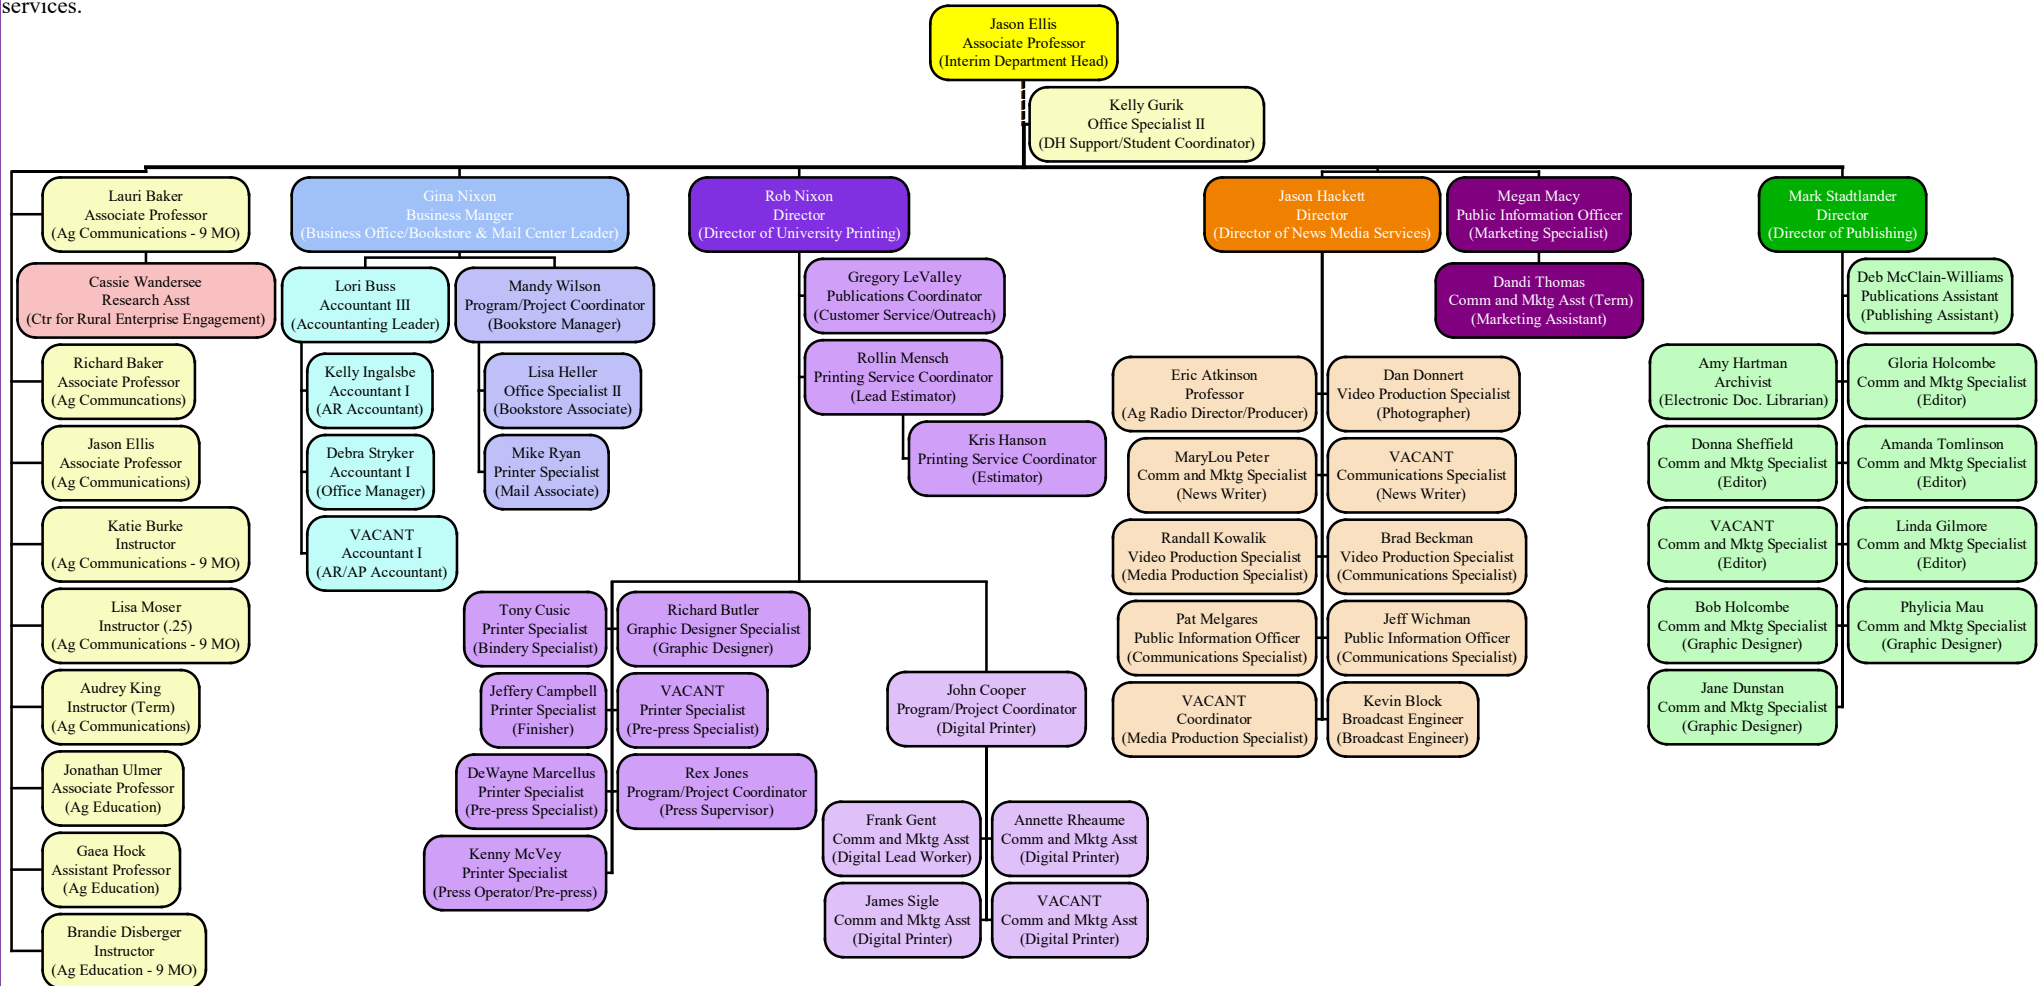 services.
Jason Ellis
Associate Professor
(Interim Department Head)
Kelly Gurik
Office Specialist II
(DH Support/Student Coordinator)
Lauri Baker
Associate Professor
(Ag Communications - 9 MO)
Cassie Wandersee
Research Asst
(Ctr for Rural Enterprise Engagement)
Richard Baker
Associate Professor
(Ag Communcations)
Jason Ellis
Associate Professor
(Ag Communications)
Katie Burke
Instructor
(Ag Communications - 9 MO)
Lisa Moser
Instructor (.25)
(Ag Communications - 9 MO)
Audrey King
Instructor (Term)
(Ag Communications)
Jonathan Ulmer
Associate Professor
(Ag Education)
Gaea Hock
Assistant Professor
(Ag Education)
Brandie Disberger
Instructor
(Ag Education - 9 MO)
Gina Nixon
Business Manger
(Business Office/Bookstore & Mail Center Leader)
Lori Buss
Accountant III
(Accountanting Leader)
Kelly Ingalsbe
Accountant I
(AR Accountant)
Debra Stryker
Accountant I
(Office Manager)
VACANT
Accountant I
(AR/AP Accountant)
Mandy Wilson
Program/Project Coordinator
(Bookstore Manager)
Lisa Heller
Office Specialist II
(Bookstore Associate)
Mike Ryan
Printer Specialist
(Mail Associate)
Rob Nixon
Director
(Director of University Printing)
Gregory LeValley
Publications Coordinator
(Customer Service/Outreach)
Rollin Mensch
Printing Service Coordinator
(Lead Estimator)
Kris Hanson
Printing Service Coordinator
(Estimator)
Tony Cusic
Printer Specialist
(Bindery Specialist)
Richard Butler
Graphic Designer Specialist
(Graphic Designer)
Jeffery Campbell
Printer Specialist
(Finisher)
VACANT
Printer Specialist
(Pre-press Specialist)
DeWayne Marcellus
Printer Specialist
(Pre-press Specialist)
Rex Jones
Program/Project Coordinator
(Press Supervisor)
Kenny McVey
Printer Specialist
(Press Operator/Pre-press)
John Cooper
Program/Project Coordinator
(Digital Printer)
Frank Gent
Comm and Mktg Asst
(Digital Lead Worker)
Annette Rheaume
Comm and Mktg Asst
(Digital Printer)
James Sigle
Comm and Mktg Asst
(Digital Printer)
VACANT
Comm and Mktg Asst
(Digital Printer)
Jason Hackett
Director
(Director of News Media Services)
Eric Atkinson
Professor
(Ag Radio Director/Producer)
Dan Donnert
Video Production Specialist
(Photographer)
MaryLou Peter
Comm and Mktg Specialist
(News Writer)
VACANT
Communications Specialist
(News Writer)
Randall Kowalik
Video Production Specialist
(Media Production Specialist)
Brad Beckman
Video Production Specialist
(Communications Specialist)
Pat Melgares
Public Information Officer
(Communications Specialist)
Jeff Wichman
Public Information Officer
(Communications Specialist)
VACANT
Coordinator
(Media Production Specialist)
Kevin Block
Broadcast Engineer
(Broadcast Engineer)
Megan Macy
Public Information Officer
(Marketing Specialist)
Dandi Thomas
Comm and Mktg Asst (Term)
(Marketing Assistant)
Mark Stadtlander
Director
(Director of Publishing)
Deb McClain-Williams
Publications Assistant
(Publishing Assistant)
Amy Hartman
Archivist
(Electronic Doc. Librarian)
Gloria Holcombe
Comm and Mktg Specialist
(Editor)
Donna Sheffield
Comm and Mktg Specialist
(Editor)
Amanda Tomlinson
Comm and Mktg Specialist
(Editor)
VACANT
Comm and Mktg Specialist
(Editor)
Linda Gilmore
Comm and Mktg Specialist
(Editor)
Bob Holcombe
Comm and Mktg Specialist
(Graphic Designer)
Phylicia Mau
Comm and Mktg Specialist
(Graphic Designer)
Jane Dunstan
Comm and Mktg Specialist
(Graphic Designer)